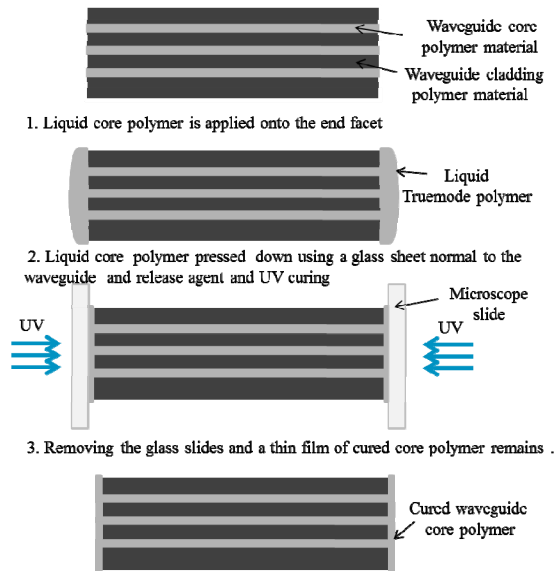 Waveguide core
polymer material
Waveguide cladding
polymer material
1. Liquid core polymer is applied onto the end facet
Liquid
Truemode polymer
2. Liquid core polymer pressed down using a glass sheet normal to the
waveguide and release agent and UV curing
Microscope
slide
UV
UV
3. Removing the glass slides and a thin film of cured core polymer remains .
Cured waveguide
core polymer